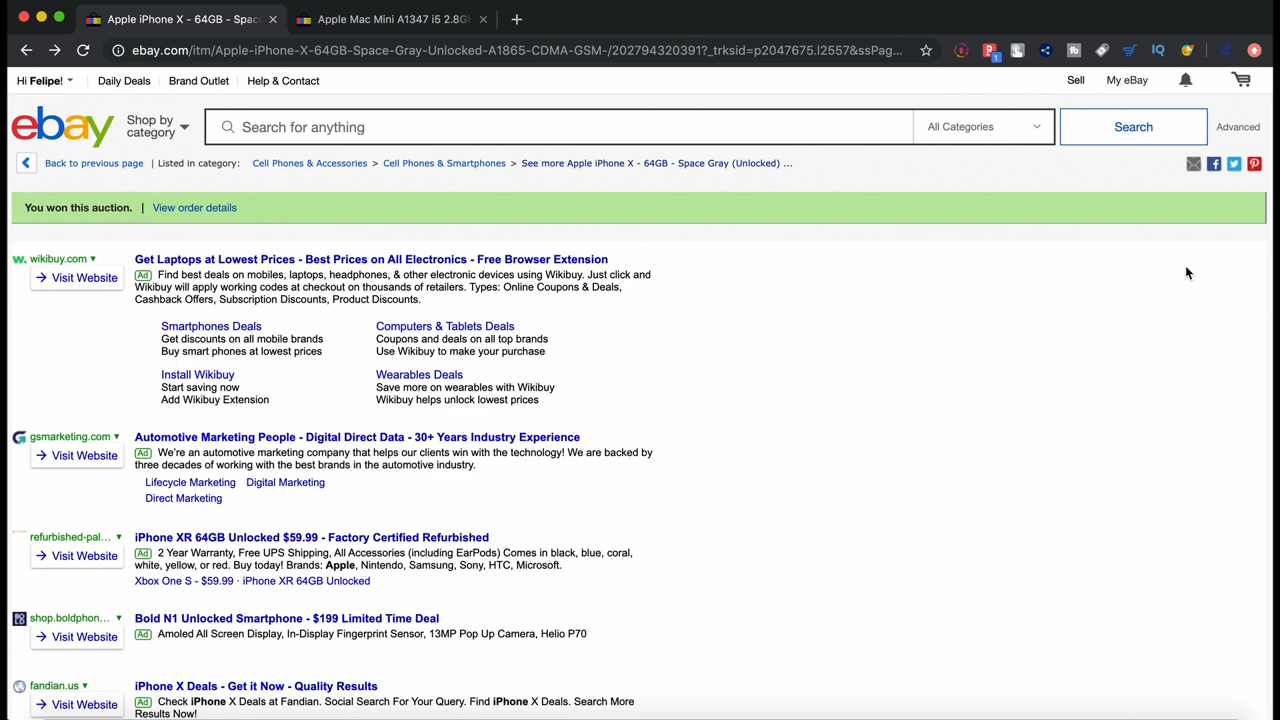 Apple iPhone X - 64GB - Spac
Apple Mac Mini A1347 i5 2.8GH
ebay.com/itm/Apple-iPhone-X-64GB-Space-Gray-Unlocked-A1865-CDMA-GSM-/202794320391?_trksid=p2047675.l2557&ssPag...
Hi Felipe!
Daily Deals
Brand Outlet
Help & Contact
Sell
My eBay
ebay
Shop by
category
Search for anything
All Categories
Search
Advanced
Back to previous page | Listed in category: Cell Phones & Accessories > Cell Phones & Smartphones > See more Apple iPhone X - 64GB - Space Gray (Unlocked) ...
You won this auction. | View order details
wikibuy.com
Visit Website
Get Laptops at Lowest Prices - Best Prices on All Electronics - Free Browser Extension
Ad Find best deals on mobiles, laptops, headphones, & other electronic devices using Wikibuy. Just click and
Wikibuy will apply working codes at checkout on thousands of retailers. Types: Online Coupons & Deals,
Cashback Offers, Subscription Discounts, Product Discounts.
Smartphones Deals
Get discounts on all mobile brands
Buy smart phones at lowest prices
Computers & Tablets Deals
Coupons and deals on all top brands
Use Wikibuy to make your purchase
Install Wikibuy
Start saving now
Add Wikibuy Extension
Wearables Deals
Save more on wearables with Wikibuy
Wikibuy helps unlock lowest prices
gsmarketing.com
Visit Website
Automotive Marketing People - Digital Direct Data - 30+ Years Industry Experience
Ad We're an automotive marketing company that helps our clients win with the technology! We are backed by
three decades of working with the best brands in the automotive industry.
Lifecycle Marketing Digital Marketing
Direct Marketing
refurbished-pal...
Visit Website
iPhone XR 64GB Unlocked $59.99 - Factory Certified Refurbished
Ad 2 Year Warranty, Free UPS Shipping, All Accessories (including EarPods) Comes in black, blue, coral,
white, yellow, or red. Buy today! Brands: Apple, Nintendo, Samsung, Sony, HTC, Microsoft.
Xbox One S - $59.99 · iPhone XR 64GB Unlocked
shop.boldphon...
Visit Website
Bold N1 Unlocked Smartphone - $199 Limited Time Deal
Ad Amoled All Screen Display, In-Display Fingerprint Sensor, 13MP Pop Up Camera, Helio P70
fandian.us
Visit Website
iPhone X Deals - Get it Now - Quality Results
Ad Check iPhone X Deals at Fandian. Social Search For Your Query. Find iPhone X Deals. Search More
Results Now!